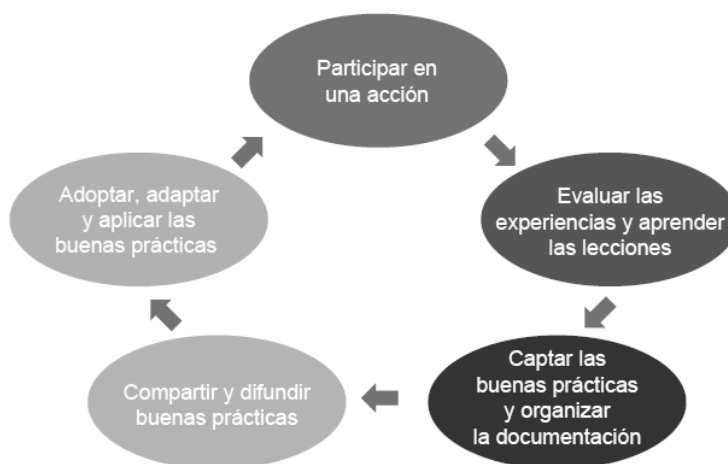 Participar en
una acción
Evaluar las
experiencias y aprender
las lecciones
Captar las
buenas prácticas
y organizar
la documentación
Compartir y difundir
buenas prácticas
Adoptar, adaptar
y aplicar las
buenas prácticas